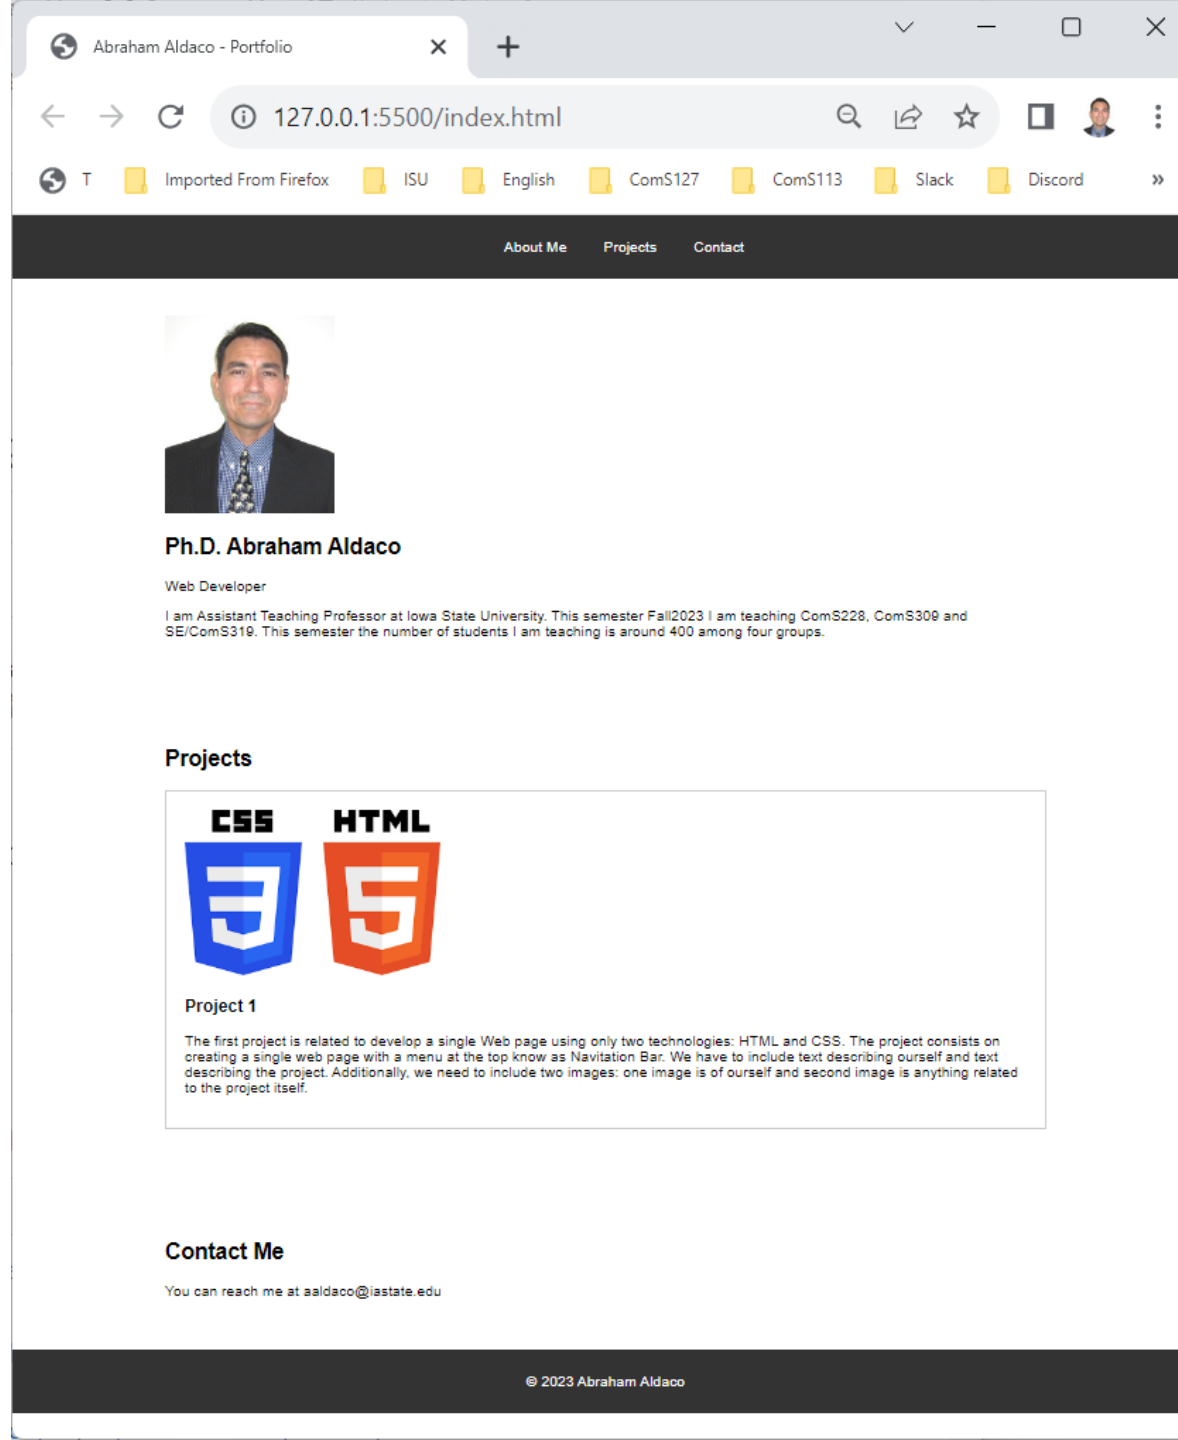 Abraham Aldaco - Portfolio
127.0.0.1:5500/index.html
T Imported From Firefox ISU English ComS127 ComS113 Slack Discord »
About Me Projects Contact
Ph.D. Abraham Aldaco
Web Developer
I am Assistant Teaching Professor at Iowa State University. This semester Fall2023 I am teaching ComS228, ComS309 and
SE/ComS319. This semester the number of students I am teaching is around 400 among four groups.
Projects
CSS HTML
3 5
Project 1
The first project is related to develop a single Web page using only two technologies: HTML and CSS. The project consists on
creating a single web page with a menu at the top know as Navitation Bar. We have to include text describing ourself and text
describing the project. Additionally, we need to include two images: one image is of ourself and second image is anything related
to the project itself.
Contact Me
You can reach me at aaldaco@iastate.edu
© 2023 Abraham Aldaco